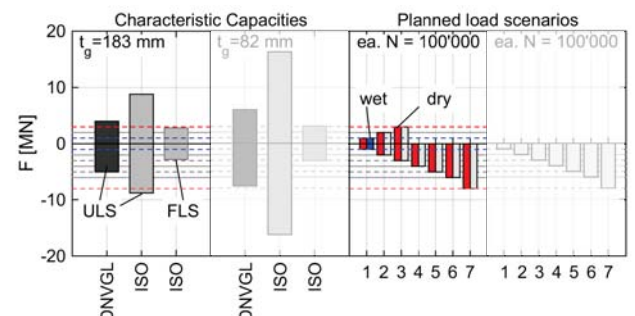 Characteristic Capacities
Planned load scenarios
t_g=183 mm
t_g=82 mm
ea. N = 100'000
ea. N = 100'000
F [MN]
20
10
0
-10
-20
wet
dry
ULS
FLS
DNVGL
ISO
ISO
DNVGL
ISO
ISO
1 2 3 4 5 6 7
1 2 3 4 5 6 7